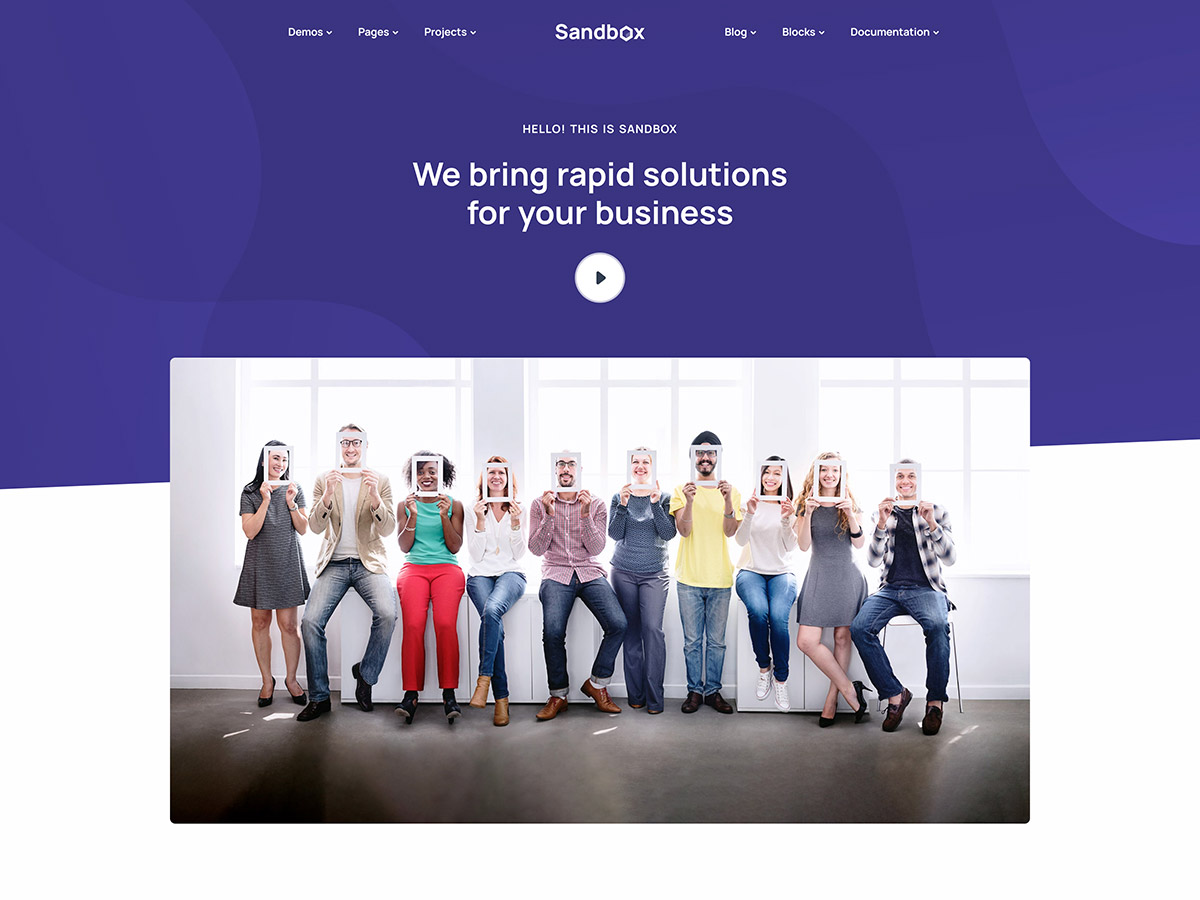 Demos
Pages
Projects
Sandbox
Blog
Blocks
Documentation
HELLO! THIS IS SANDBOX
We bring rapid solutions
for your business